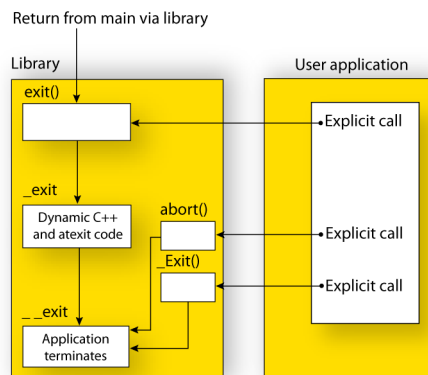 Return from main via library
Library
User application
exit()
Explicit call
_exit
Dynamic C++
and atexit code
abort()
Explicit call
_Exit()
Explicit call
_ _exit
Application
terminates